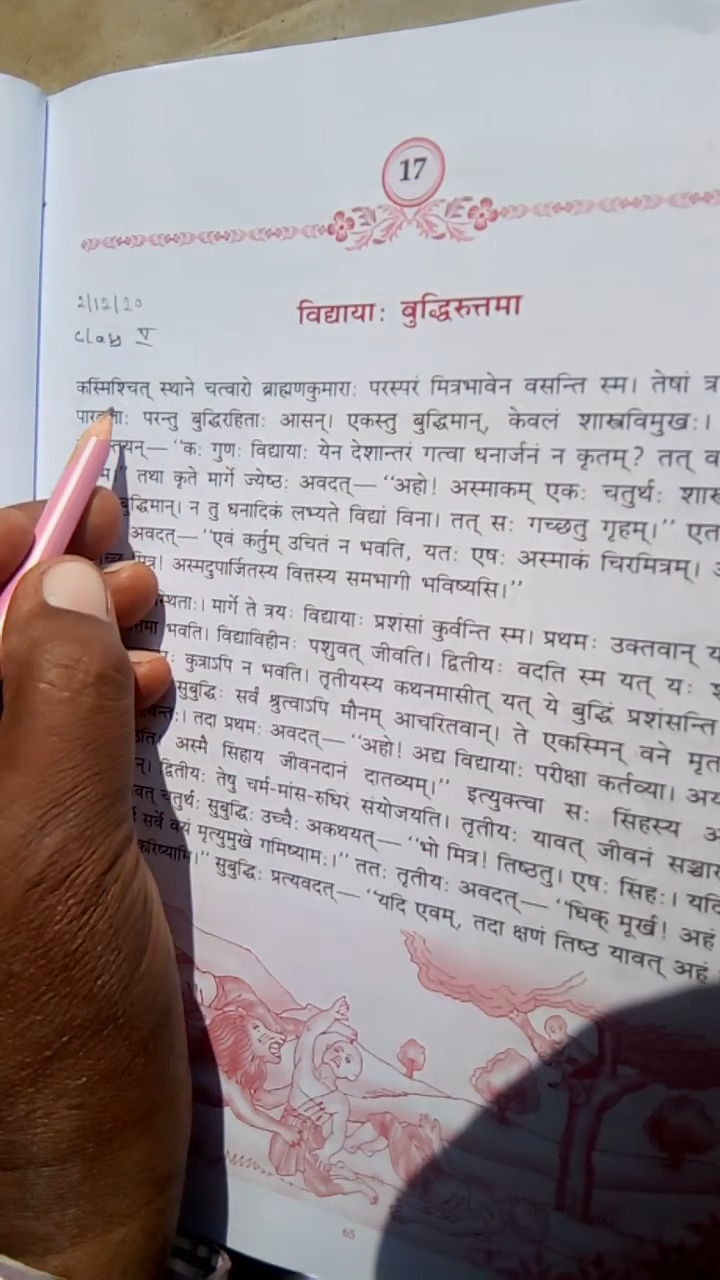 17
2/12/20
विद्यायाः बुद्धिरुत्तमा
Class V
कस्मिंश्चित् स्थाने चत्वारो ब्राह्मणकुमाराः परस्परं मित्रभावेन वसन्ति स्म। तेषां
परन्तु बुद्धिरहिताः आसन्। एकस्तु बुद्धिमान्, केवलं शास्त्रविमुखः।
“कः गुणः विद्यायाः येन देशान्तरं गत्वा धनार्जनं न कृतम्? तत्
तथा कृते मार्गे ज्येष्ठः अवदत्— “अहो! अस्माकम् एकः चतुर्थः
बुद्धिमान्। न तु धनादिकं लभ्यते विद्यां विना। तत् सः गच्छतु गृहम्।”
अवदत्— “एवं कर्तुम् उचितं न भवति, यतः एषः अस्माकं चिरमित्रम्।
मित्र! अस्मदुपार्जितस्य वित्तस्य समभागी भविष्यसि।”
मार्गे ते त्रयः विद्यायाः प्रशंसां कुर्वन्ति स्म। प्रथमः उक्तवान्
भवति। विद्याविहीनः पशुवत् जीवति। द्वितीयः वदति स्म यत् यः
कुत्राऽपि न भवति। तृतीयस्य कथनमासीत् यत् ये बुद्धिं प्रशंसन्ति
सुबुद्धिः सर्वं श्रुत्वाऽपि मौनम् आचरितवान्। ते एकस्मिन् वने
तदा प्रथमः अवदत्— “अहो! अद्य विद्यायाः परीक्षा कर्तव्या।
अस्मै सिंहाय जीवनदानं दातव्यम्।” इत्युक्त्वा सः सिंहस्य
द्वितीयः तेषु चर्म-मांस-रुधिरं संयोजयति। तृतीयः यावत् जीवनं
चतुर्थः सुबुद्धिः उच्चैः अकथयत्— “भो मित्र! तिष्ठतु। एषः सिंहः। यदि
सर्वे वयं मृत्युमुखे गमिष्यामः।” ततः तृतीयः अवदत्— “धिक् मूर्ख! अहं
करिष्यामि।” सुबुद्धिः प्रत्यवदत्— “यदि एवम्, तदा क्षणं तिष्ठ यावत् अहं
65